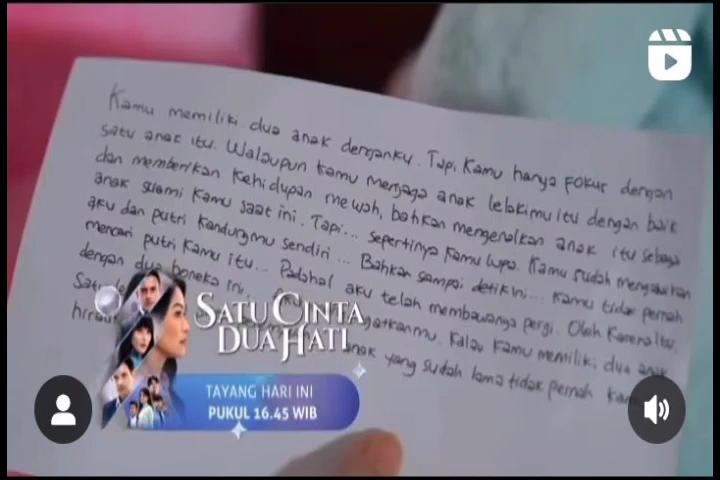 Kamu memiliki dua anak denganku. Tapi, kamu hanya Fokur dengan
satu anak itu. Walaupun kamu menjaga anak lelakimu itu dengan baik
dan memberikan kehidupan mewah, bahkan mengenalkan anak itu sebagai
anak suami kamu saat ini. Tapi... sepertinya kamu lupa. Kamu sudah mengabaikan
aku dan putri kandungmu sendiri... Bahkan sampai detik ini... kamu tidak pernah
mencari putri kamu itu... Padahal aku telah membawanya pergi. Oleh karena itu,
dengan dua boneka ini, kalau kamu memiliki dua anak
anak yang sudah lama tidak pernah
SATU CINTA
DUA HATI
TAYANG HARI INI
PUKUL 16.45 WIB